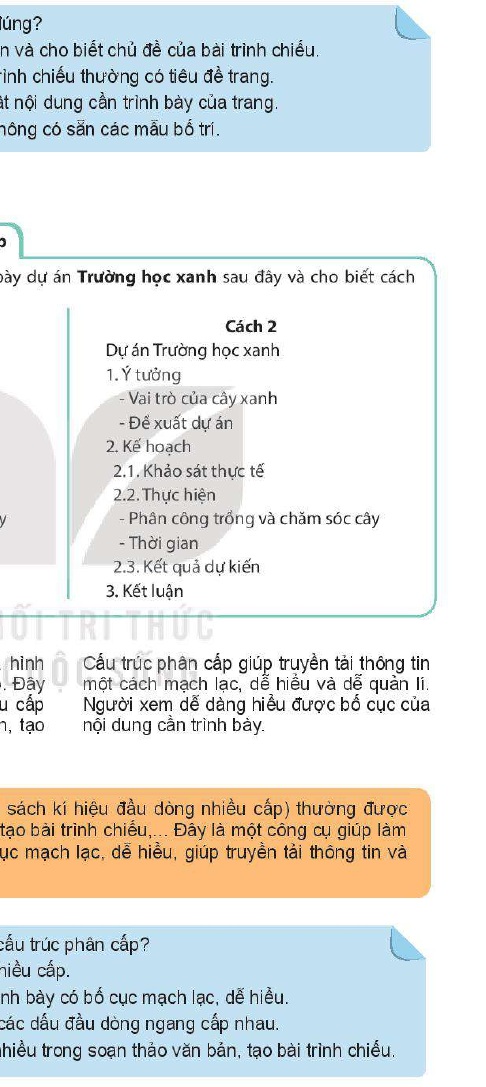 đúng?
n và cho biết chủ đề của bài trình chiếu.
rình chiếu thường có tiêu đề trang.
ật nội dung cần trình bày của trang.
hông có sẵn các mẫu bố trí.
bày dự án Trường học xanh sau đây và cho biết cách
Cách 2
Dự án Trường học xanh
1. Ý tưởng
- Vai trò của cây xanh
- Đề xuất dự án
2. Kế hoạch
2.1. Khảo sát thực tế
2.2. Thực hiện
y
- Phân công trồng và chăm sóc cây
- Thời gian
2.3. Kết quả dự kiến
3. Kết luận
NỐI TRI THỨC
CUỘC SỐNG
hình
. Đây
u cấp
n, tạo
Cấu trúc phân cấp giúp truyền tải thông tin
một cách mạch lạc, dễ hiểu và dễ quản lí.
Người xem dễ dàng hiểu được bố cục của
nội dung cần trình bày.
sách kí hiệu đầu dòng nhiều cấp) thường được
tạo bài trình chiếu,... Đây là một công cụ giúp làm
ục mạch lạc, dễ hiểu, giúp truyền tải thông tin và
cấu trúc phân cấp?
hiều cấp.
nh bày có bố cục mạch lạc, dễ hiểu.
các dấu đầu dòng ngang cấp nhau.
nhiều trong soạn thảo văn bản, tạo bài trình chiếu.